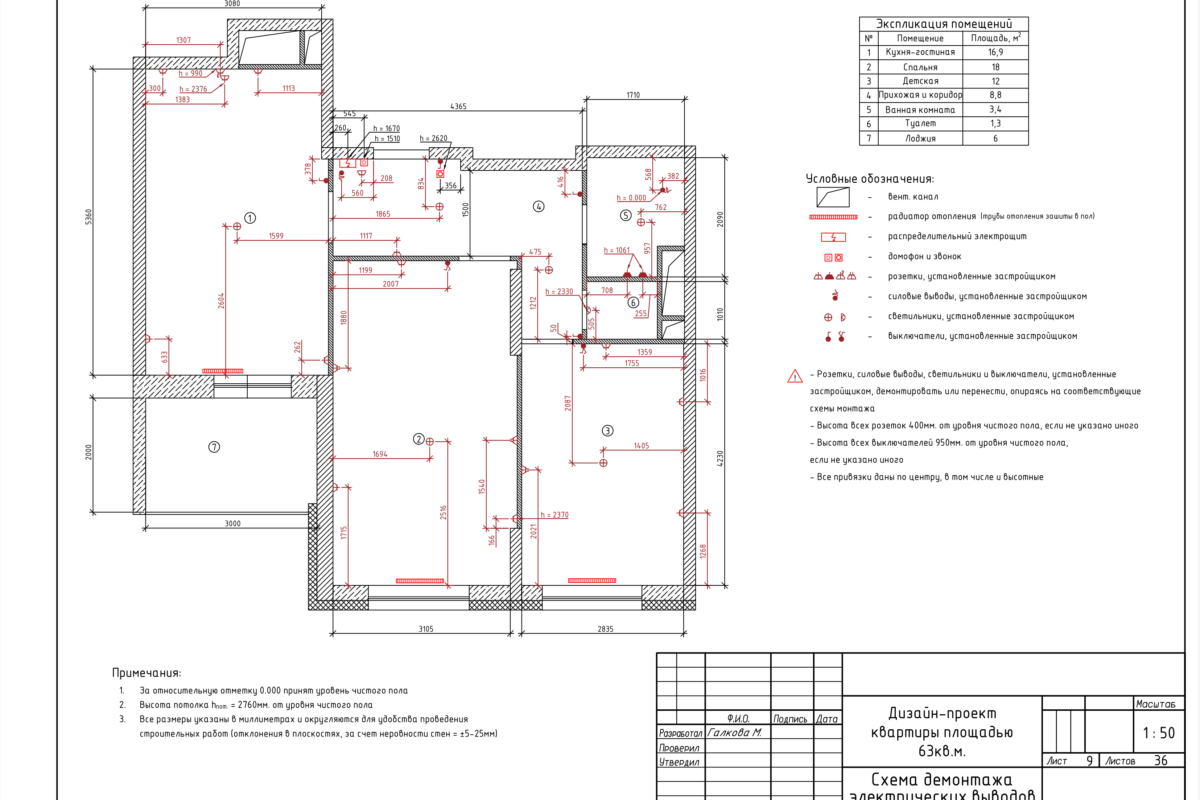 3080
1307
h = 990
h = 2376
300
1383
1113
5360
4365
1710
545
260
h = 1670
h = 1510
h = 2620
378
208
560
834
356
416
568
382
h = 0.000
1
1865
1500
4
5
762
2090
1599
1117
957
h = 1061
475
1199
2007
2604
h = 2330
708
6
1212
255
1010
505
50
1880
262
633
1359
1755
1016
2087
2
3
7
1694
1405
2000
1540
4230
2516
1715
h = 2370
166
2021
1268
3000
3105
2835
Экспликация помещений
№ Помещение Площадь, м²
1 Кухня-гостиная 16,9
2 Спальня 18
3 Детская 12
4 Прихожая и коридор 8,8
5 Ванная комната 3,4
6 Туалет 1,3
7 Лоджия 6
Условные обозначения:
– вент. канал
– радиатор отопления (трубы отопления зашиты в пол)
– распределительный электрощит
– домофон и звонок
– розетки, установленные застройщиком
– силовые выводы, установленные застройщиком
– светильники, установленные застройщиком
– выключатели, установленные застройщиком
! – Розетки, силовые выводы, светильники и выключатели, установленные
застройщиком, демонтировать или перенести, опираясь на соответствующие
схемы монтажа
– Высота всех розеток 400мм. от уровня чистого пола, если не указано иного
– Высота всех выключателей 950мм. от уровня чистого пола,
если не указано иного
– Все привязки даны по центру, в том числе и высотные
Примечания:
1. За относительную отметку 0.000 принят уровень чистого пола
2. Высота потолка hпот. = 2760мм. от уровня чистого пола
3. Все размеры указаны в миллиметрах и округляются для удобства проведения
строительных работ (отклонения в плоскостях, за счет неровности стен = ±5-25мм)
Ф.И.О. Подпись Дата
Разработал Галкова М.
Проверил
Утвердил
Дизайн-проект
квартиры площадью
63кв.м.
Масштаб
1 : 50
Лист 9 Листов 36
Схема демонтажа
электрических выводов